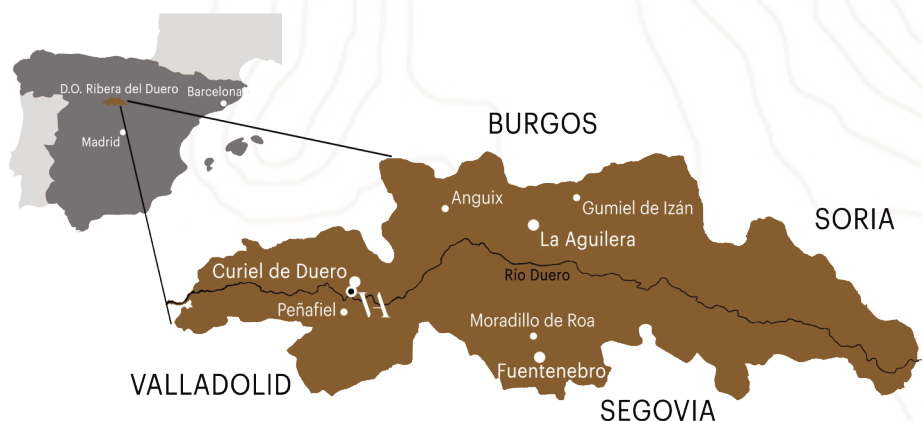 D.O. Ribera del Duero
Barcelona
Madrid
BURGOS
Anguix
Gumiel de Izán
SORIA
La Aguilera
Río Duero
Curiel de Duero
Peñafiel
Moradillo de Roa
Fuentenebro
VALLADOLID
SEGOVIA